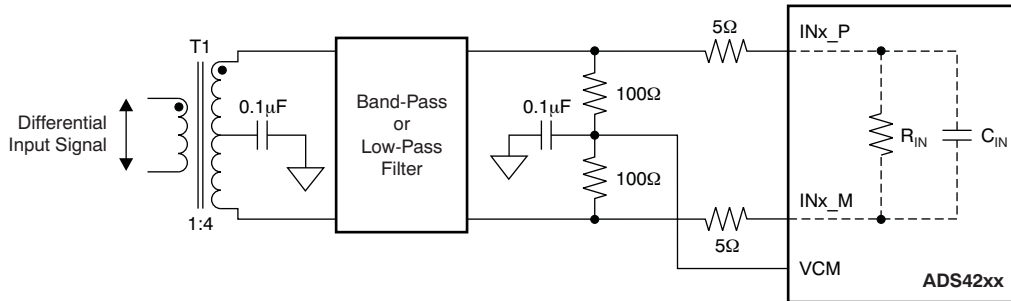 T1
Differential
Input Signal
0.1μF
1:4
Band-Pass
or
Low-Pass
Filter
0.1μF
100Ω
100Ω
5Ω
5Ω
INx_P
R_IN
C_IN
INx_M
VCM
ADS42xx